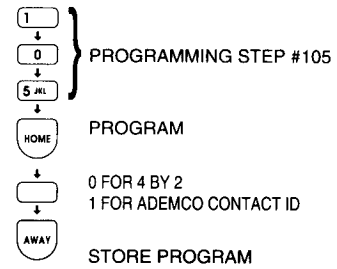 1
0
5 JKL
PROGRAMMING STEP #105
HOME
PROGRAM
0 FOR 4 BY 2
1 FOR ADEMCO CONTACT ID
AWAY
STORE PROGRAM